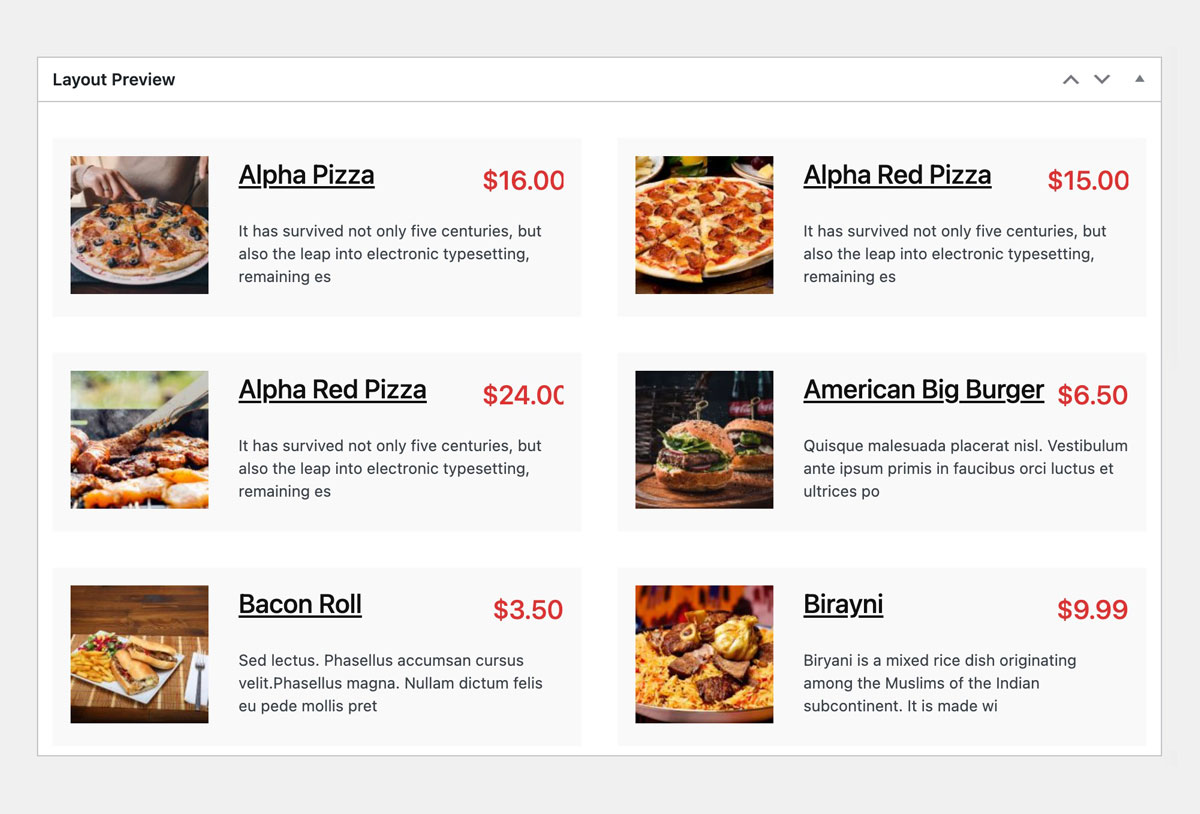 Layout Preview
Alpha Pizza
$16.00
It has survived not only five centuries, but
also the leap into electronic typesetting,
remaining es
Alpha Red Pizza
$15.00
It has survived not only five centuries, but
also the leap into electronic typesetting,
remaining es
Alpha Red Pizza
$24.00
It has survived not only five centuries, but
also the leap into electronic typesetting,
remaining es
American Big Burger
$6.50
Quisque malesuada placerat nisl. Vestibulum
ante ipsum primis in faucibus orci luctus et
ultrices po
Bacon Roll
$3.50
Sed lectus. Phasellus accumsan cursus
velit.Phasellus magna. Nullam dictum felis
eu pede mollis pret
Birayni
$9.99
Biryani is a mixed rice dish originating
among the Muslims of the Indian
subcontinent. It is made wi